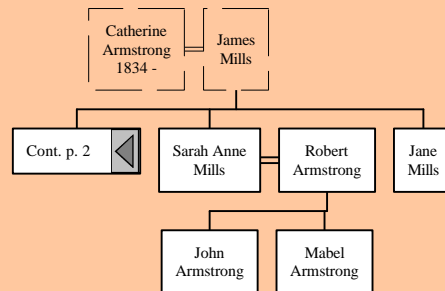 Catherine
Armstrong
1834 -
James
Mills
Cont. p. 2
Sarah Anne
Mills
Robert
Armstrong
Jane
Mills
John
Armstrong
Mabel
Armstrong